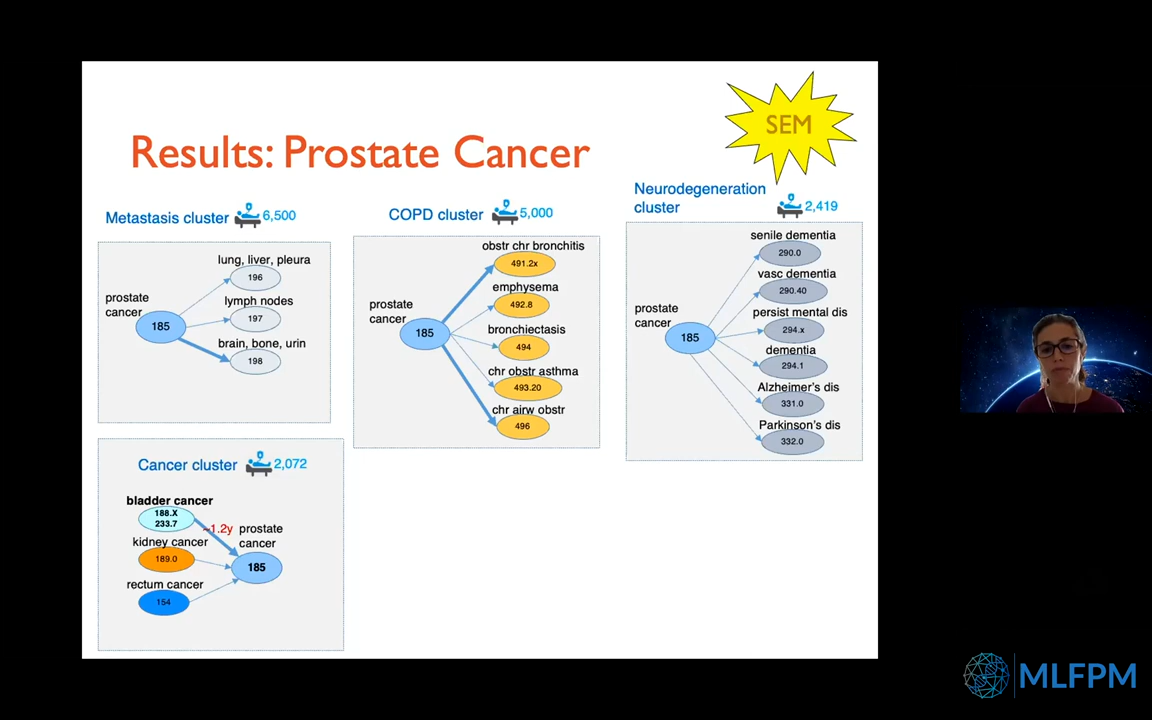 SEM
Results: Prostate Cancer
Metastasis cluster 6,500
lung, liver, pleura
196
prostate
cancer
185
lymph nodes
197
brain, bone, urin
198
COPD cluster 5,000
obstr chr bronchitis
491.2x
prostate
cancer
185
emphysema
492.8
bronchiectasis
494
chr obstr asthma
493.20
chr airw obstr
496
Neurodegeneration
cluster 2,419
senile dementia
290.0
vasc dementia
290.40
prostate
cancer
185
persist mental dis
294.x
dementia
294.1
Alzheimer's dis
331.0
Parkinson's dis
332.0
Cancer cluster 2,072
bladder cancer
188.X
233.7
~1.2y
prostate
cancer
185
kidney cancer
189.0
rectum cancer
154
MLFPM